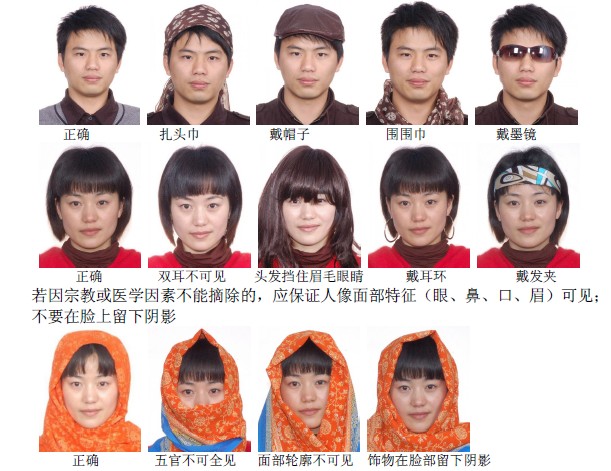 正确 扎头巾 戴帽子 围围巾 戴墨镜
正确 双耳不可见 头发挡住眉毛眼睛 戴耳环 戴发夹
若因宗教或医学因素不能摘除的，应保证人像面部特征（眼、鼻、口、眉）可见；
不要在脸上留下阴影
正确 五官不可全见 面部轮廓不可见 饰物在脸部留下阴影